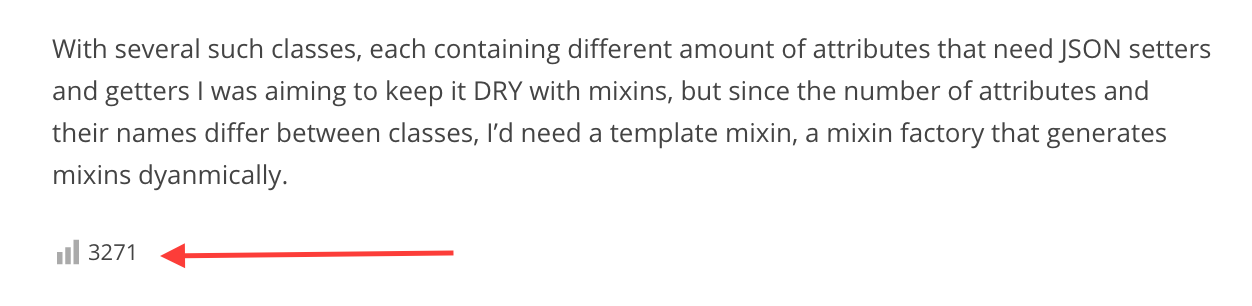 With several such classes, each containing different amount of attributes that need JSON setters
and getters I was aiming to keep it DRY with mixins, but since the number of attributes and
their names differ between classes, I’d need a template mixin, a mixin factory that generates
mixins dyanmically.
3271